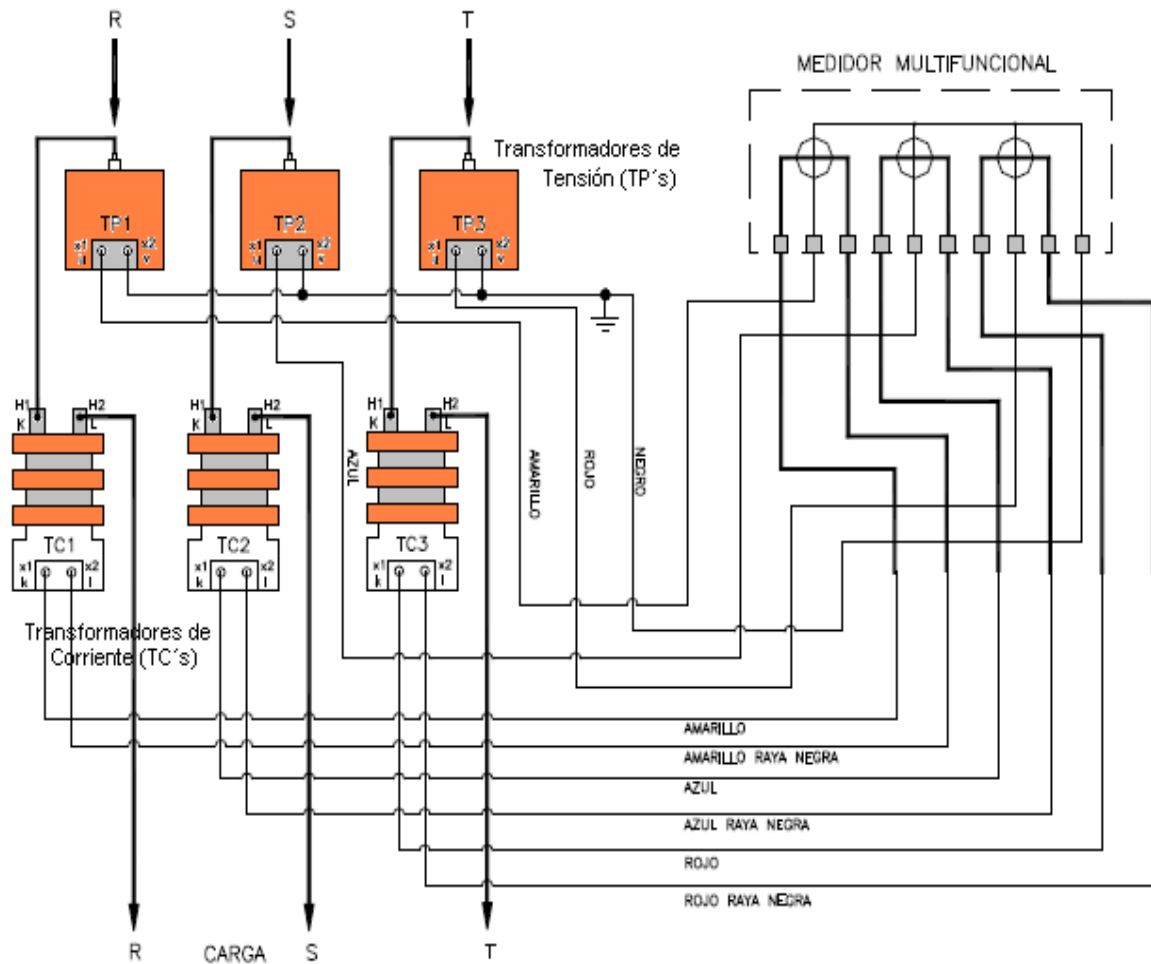 R
S
T
MEDIDOR MULTIFUNCIONAL
Transformadores de
Tensión (TP´s)
TP1
x1
x2
u
v
TP2
x1
x2
u
v
TP3
x1
x2
u
v
H1
H2
K
L
H1
H2
K
L
H1
H2
K
L
AZUL
AMARILLO
ROJO
NEGRO
TC1
x1
x2
k
l
TC2
x1
x2
k
l
TC3
x1
x2
k
l
Transformadores de
Corriente (TC´s)
AMARILLO
AMARILLO RAYA NEGRA
AZUL
AZUL RAYA NEGRA
ROJO
ROJO RAYA NEGRA
R
CARGA
S
T